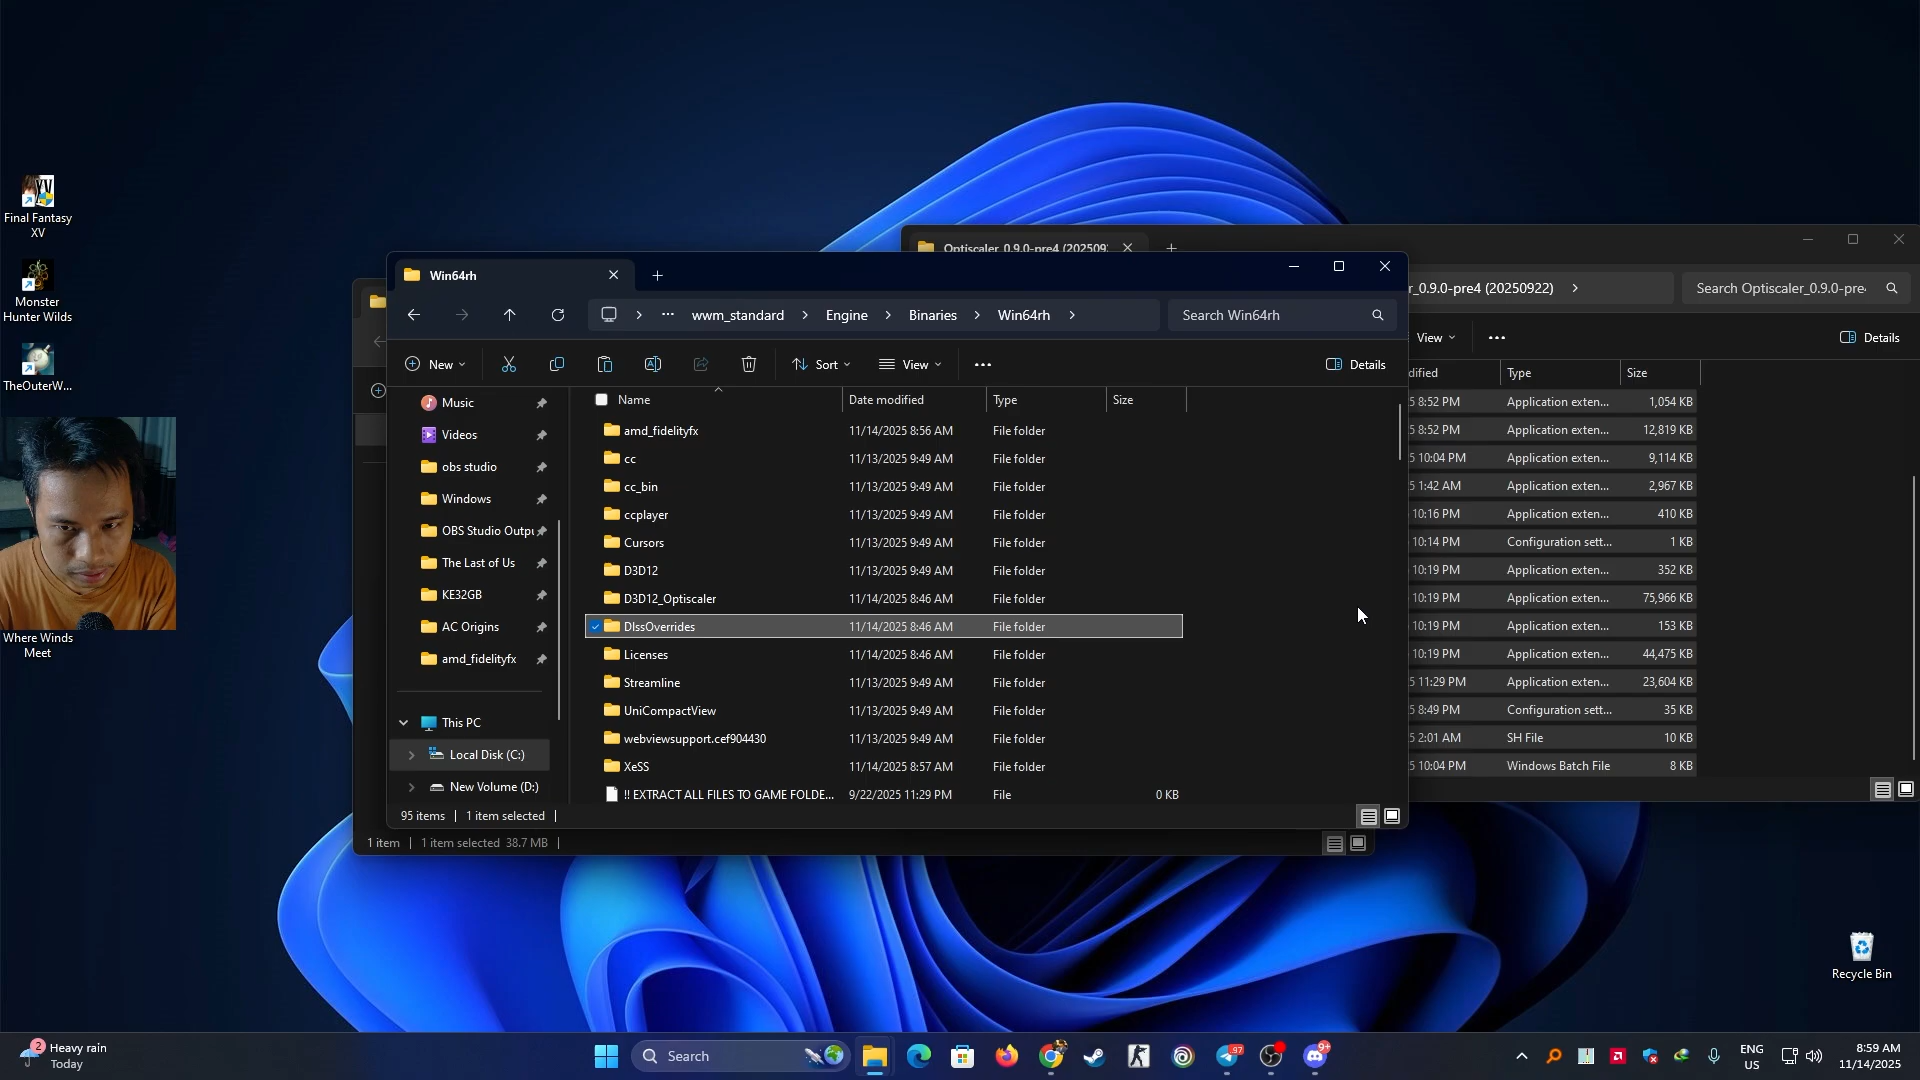 Final Fantasy
XV
Monster
Hunter Wilds
TheOuterW...
Where Winds
Meet
Recycle Bin
Optiscaler_0.9.0-pre4 (202509
r_0.9.0-pre4 (20250922)
Search Optiscaler_0.9.0-pre
View
Details
dified
Type
Size
5 8:52 PM Application exten... 1,054 KB
5 8:52 PM Application exten... 12,819 KB
5 10:04 PM Application exten... 9,114 KB
5 1:42 AM Application exten... 2,967 KB
10:16 PM Application exten... 410 KB
10:14 PM Configuration sett... 1 KB
10:19 PM Application exten... 352 KB
10:19 PM Application exten... 75,966 KB
10:19 PM Application exten... 153 KB
10:19 PM Application exten... 44,475 KB
5 11:29 PM Application exten... 23,604 KB
5 8:49 PM Configuration sett... 35 KB
5 2:01 AM SH File 10 KB
5 10:04 PM Windows Batch File 8 KB
Win64rh
wwm_standard
Engine
Binaries
Win64rh
Search Win64rh
New
Sort
View
Details
Music
Videos
obs studio
Windows
OBS Studio Outpu
The Last of Us
KE32GB
AC Origins
amd_fidelityfx
This PC
Local Disk (C:)
New Volume (D:)
Name
Date modified
Type
Size
amd_fidelityfx 11/14/2025 8:56 AM File folder
cc 11/13/2025 9:49 AM File folder
cc_bin 11/13/2025 9:49 AM File folder
ccplayer 11/13/2025 9:49 AM File folder
Cursors 11/13/2025 9:49 AM File folder
D3D12 11/13/2025 9:49 AM File folder
D3D12_Optiscaler 11/14/2025 8:46 AM File folder
DlssOverrides 11/14/2025 8:46 AM File folder
Licenses 11/14/2025 8:46 AM File folder
Streamline 11/13/2025 9:49 AM File folder
UniCompactView 11/13/2025 9:49 AM File folder
webviewsupport.cef904430 11/13/2025 9:49 AM File folder
XeSS 11/14/2025 8:57 AM File folder
!! EXTRACT ALL FILES TO GAME FOLDE... 9/22/2025 11:29 PM File 0 KB
95 items
1 item selected
1 item
1 item selected 38.7 MB
2
Heavy rain
Today
Search
97
9+
ENG
US
8:59 AM
11/14/2025